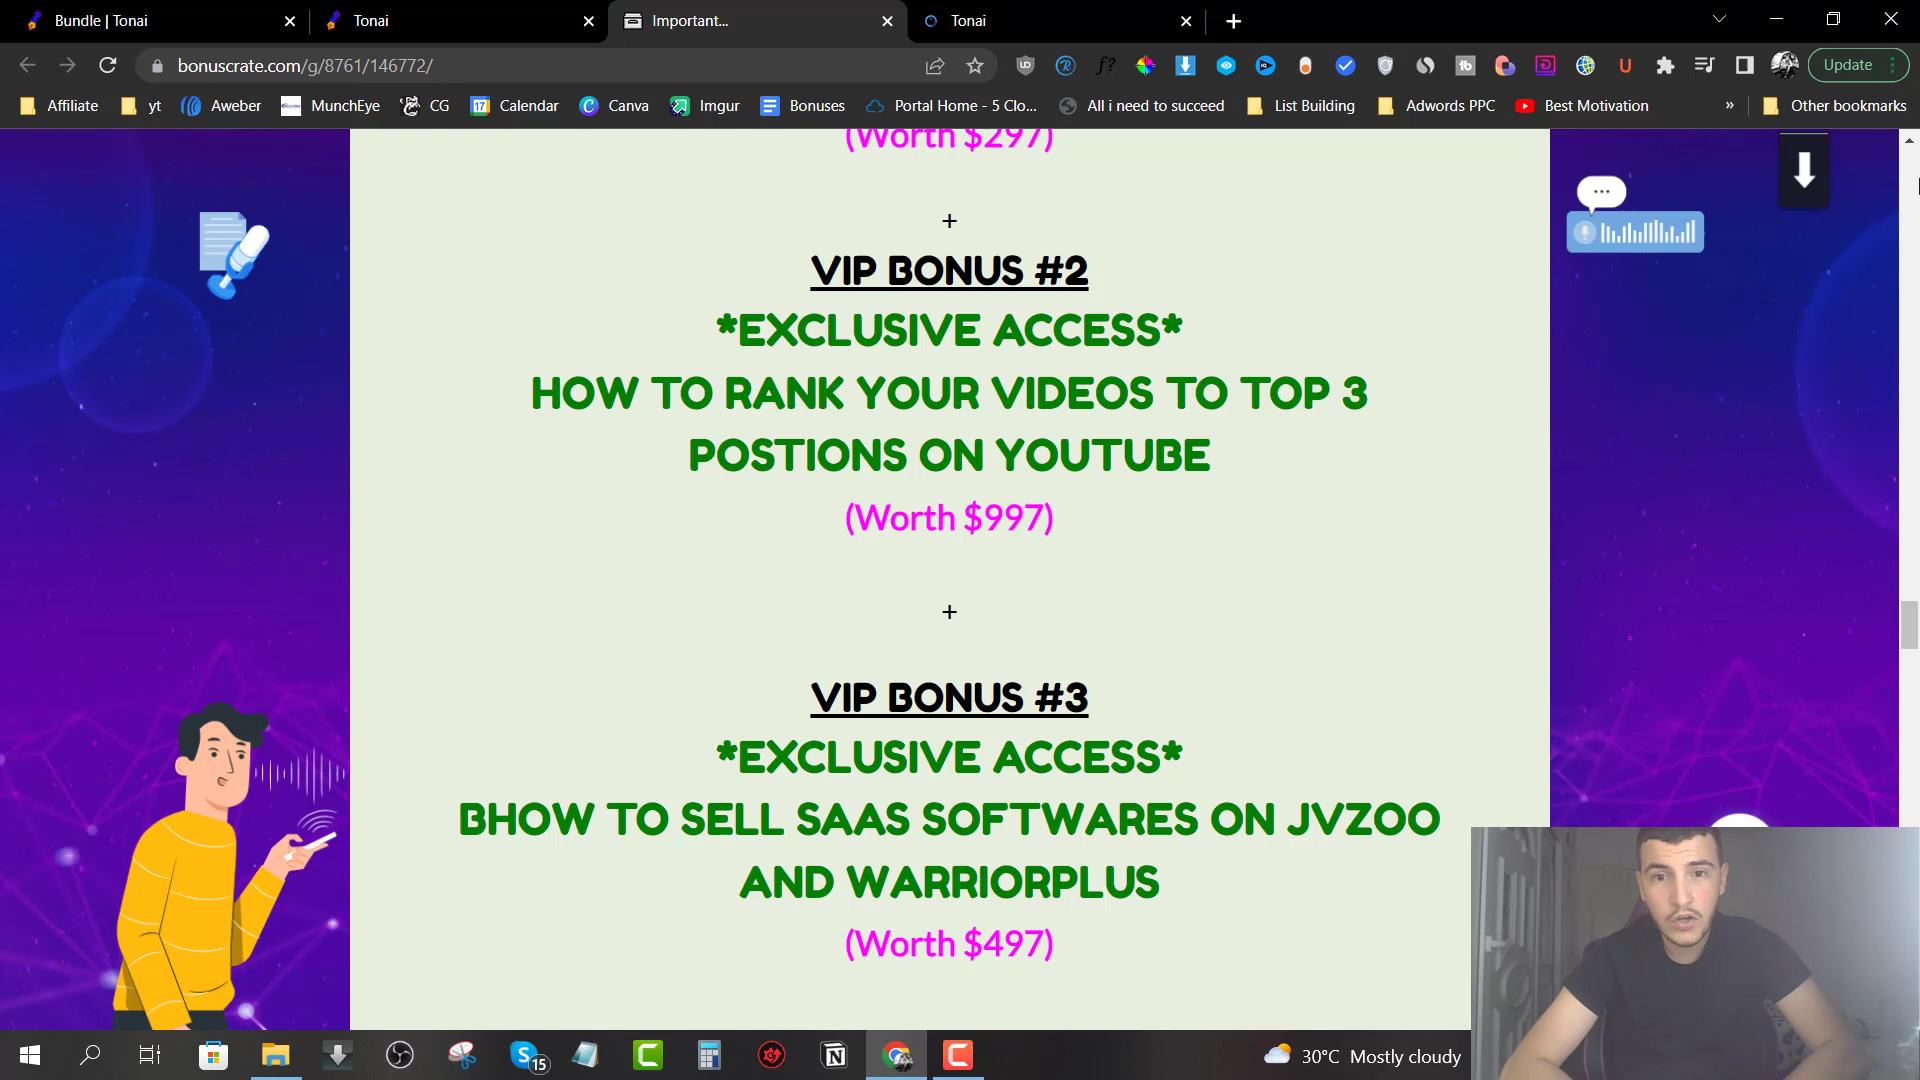 Bundle | Tonai
Tonai
Important...
Tonai
bonuscrate.com/g/8761/146772/
Update
Affiliate
yt
Aweber
MunchEye
CG
17
Calendar
Canva
Imgur
Bonuses
Portal Home - 5 Clo...
All i need to succeed
List Building
Adwords PPC
Best Motivation
»
Other bookmarks
(Worth $297)
+
VIP BONUS #2
*EXCLUSIVE ACCESS*
HOW TO RANK YOUR VIDEOS TO TOP 3
POSTIONS ON YOUTUBE
(Worth $997)
+
VIP BONUS #3
*EXCLUSIVE ACCESS*
BHOW TO SELL SAAS SOFTWARES ON JVZOO
AND WARRIORPLUS
(Worth $497)
15
30°C Mostly cloudy